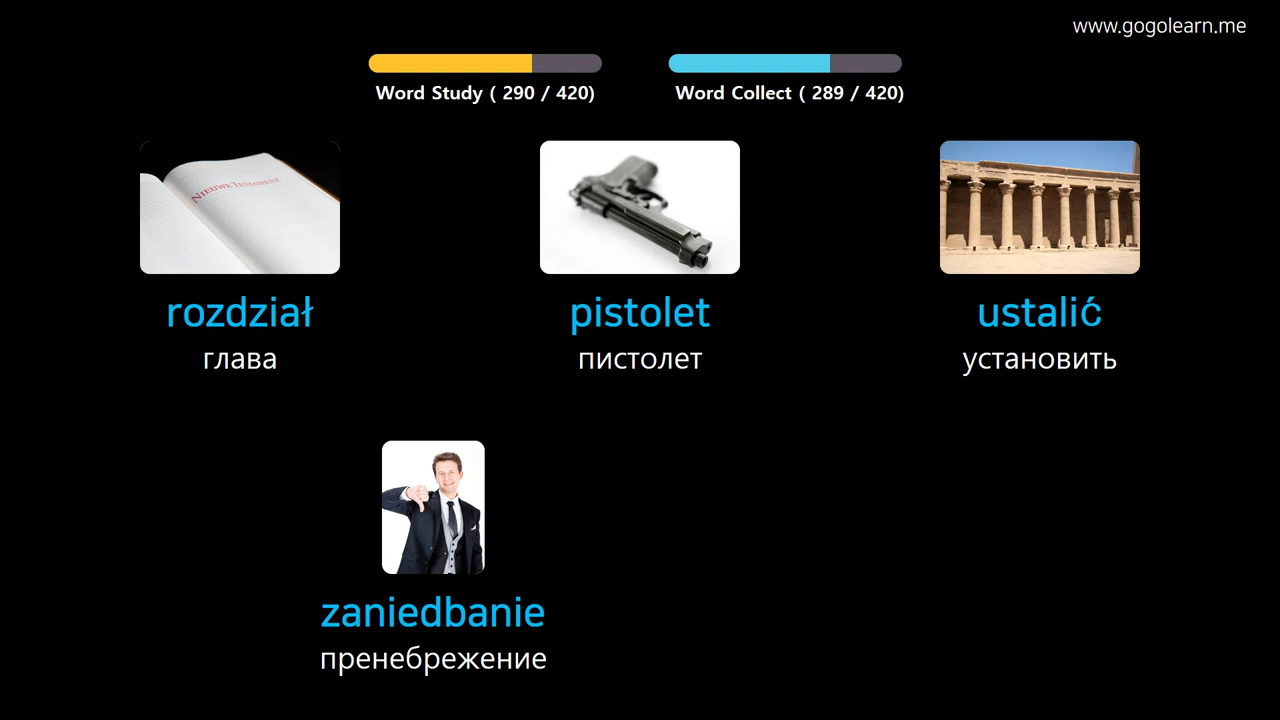 www.gogolearn.me
Word Study ( 290 / 420)
Word Collect ( 289 / 420)
NIEUWE TESTAMENT
rozdział
глава
pistolet
пистолет
ustalić
установить
zaniedbanie
пренебрежение